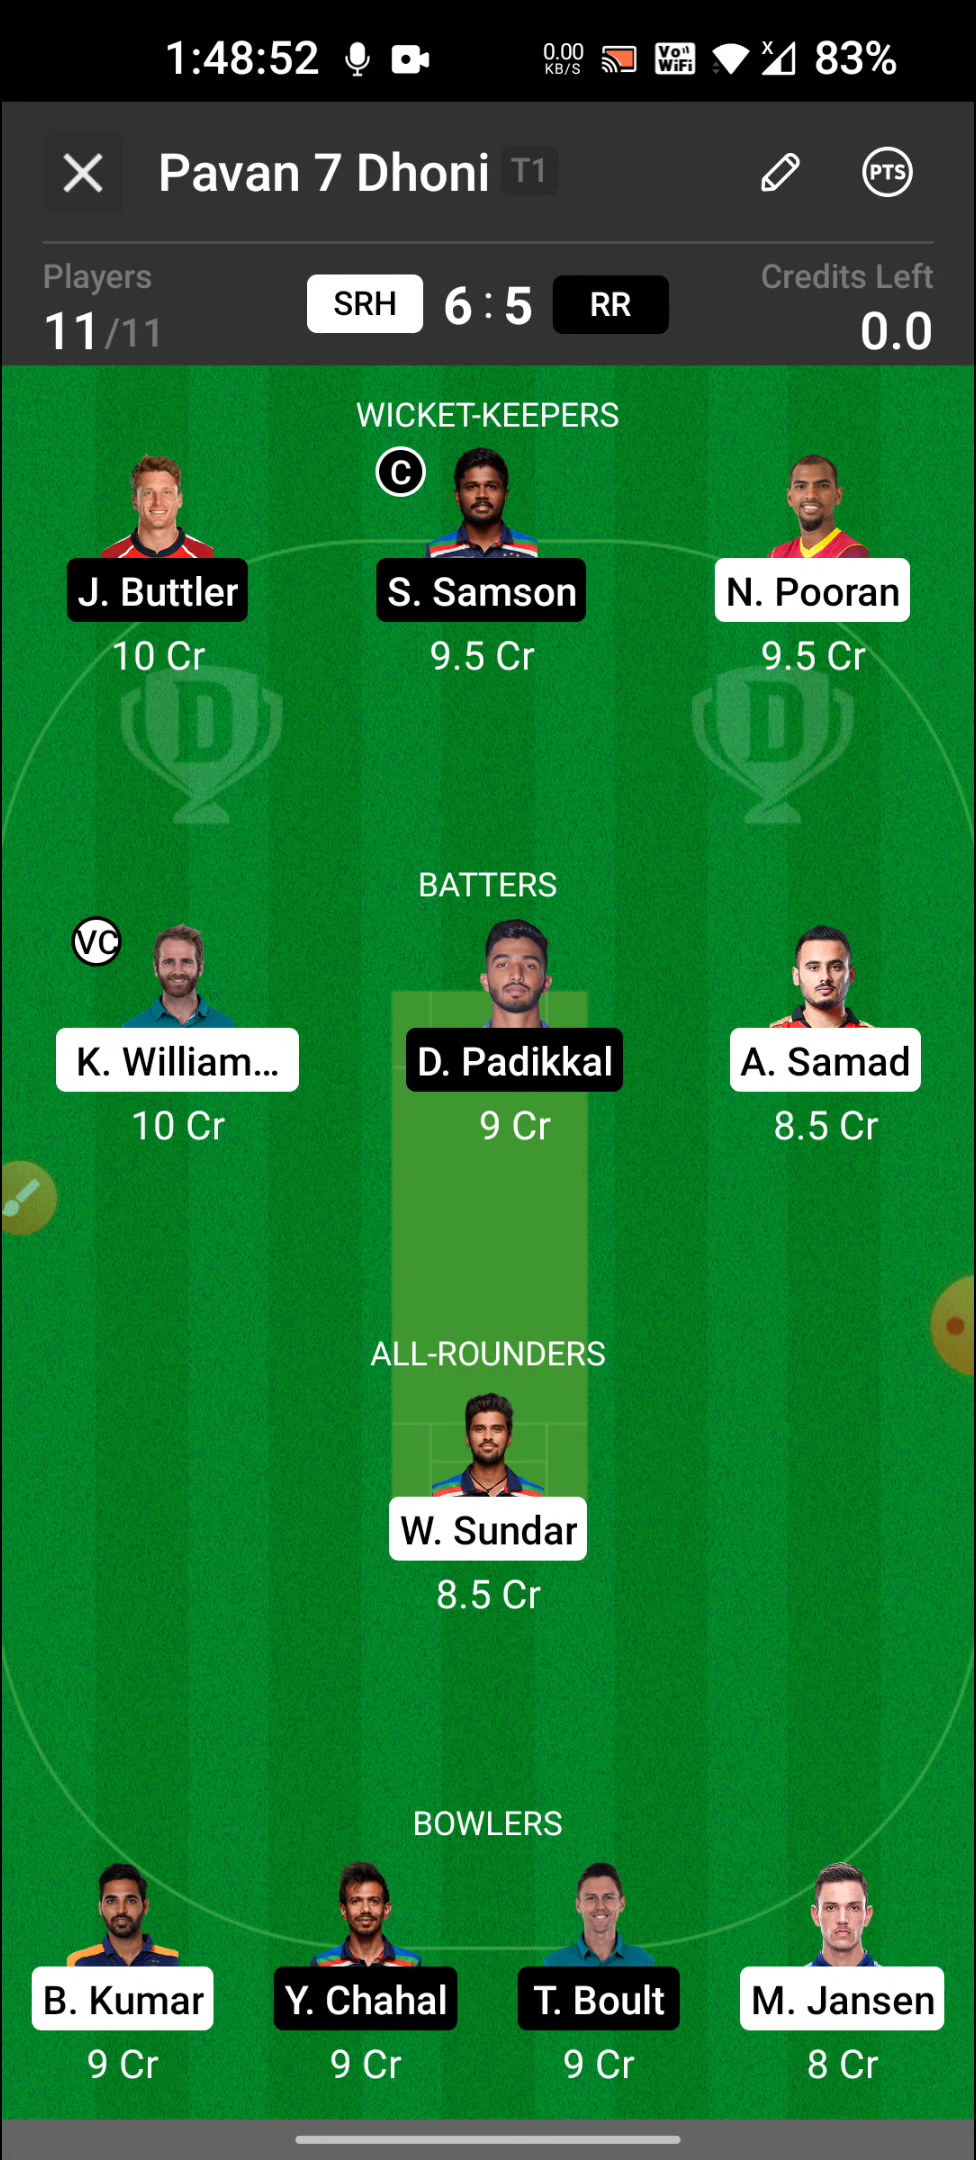 1:48:52 0.00 KB/S Vo)) WiFi X 83%
Pavan 7 Dhoni T1 PTS
Players SRH 6 : 5 RR Credits Left
11/11 0.0
WICKET-KEEPERS
C
J. Buttler S. Samson N. Pooran
10 Cr 9.5 Cr 9.5 Cr
D D
BATTERS
VC
K. William... D. Padikkal A. Samad
10 Cr 9 Cr 8.5 Cr
ALL-ROUNDERS
W. Sundar
8.5 Cr
BOWLERS
B. Kumar Y. Chahal T. Boult M. Jansen
9 Cr 9 Cr 9 Cr 8 Cr